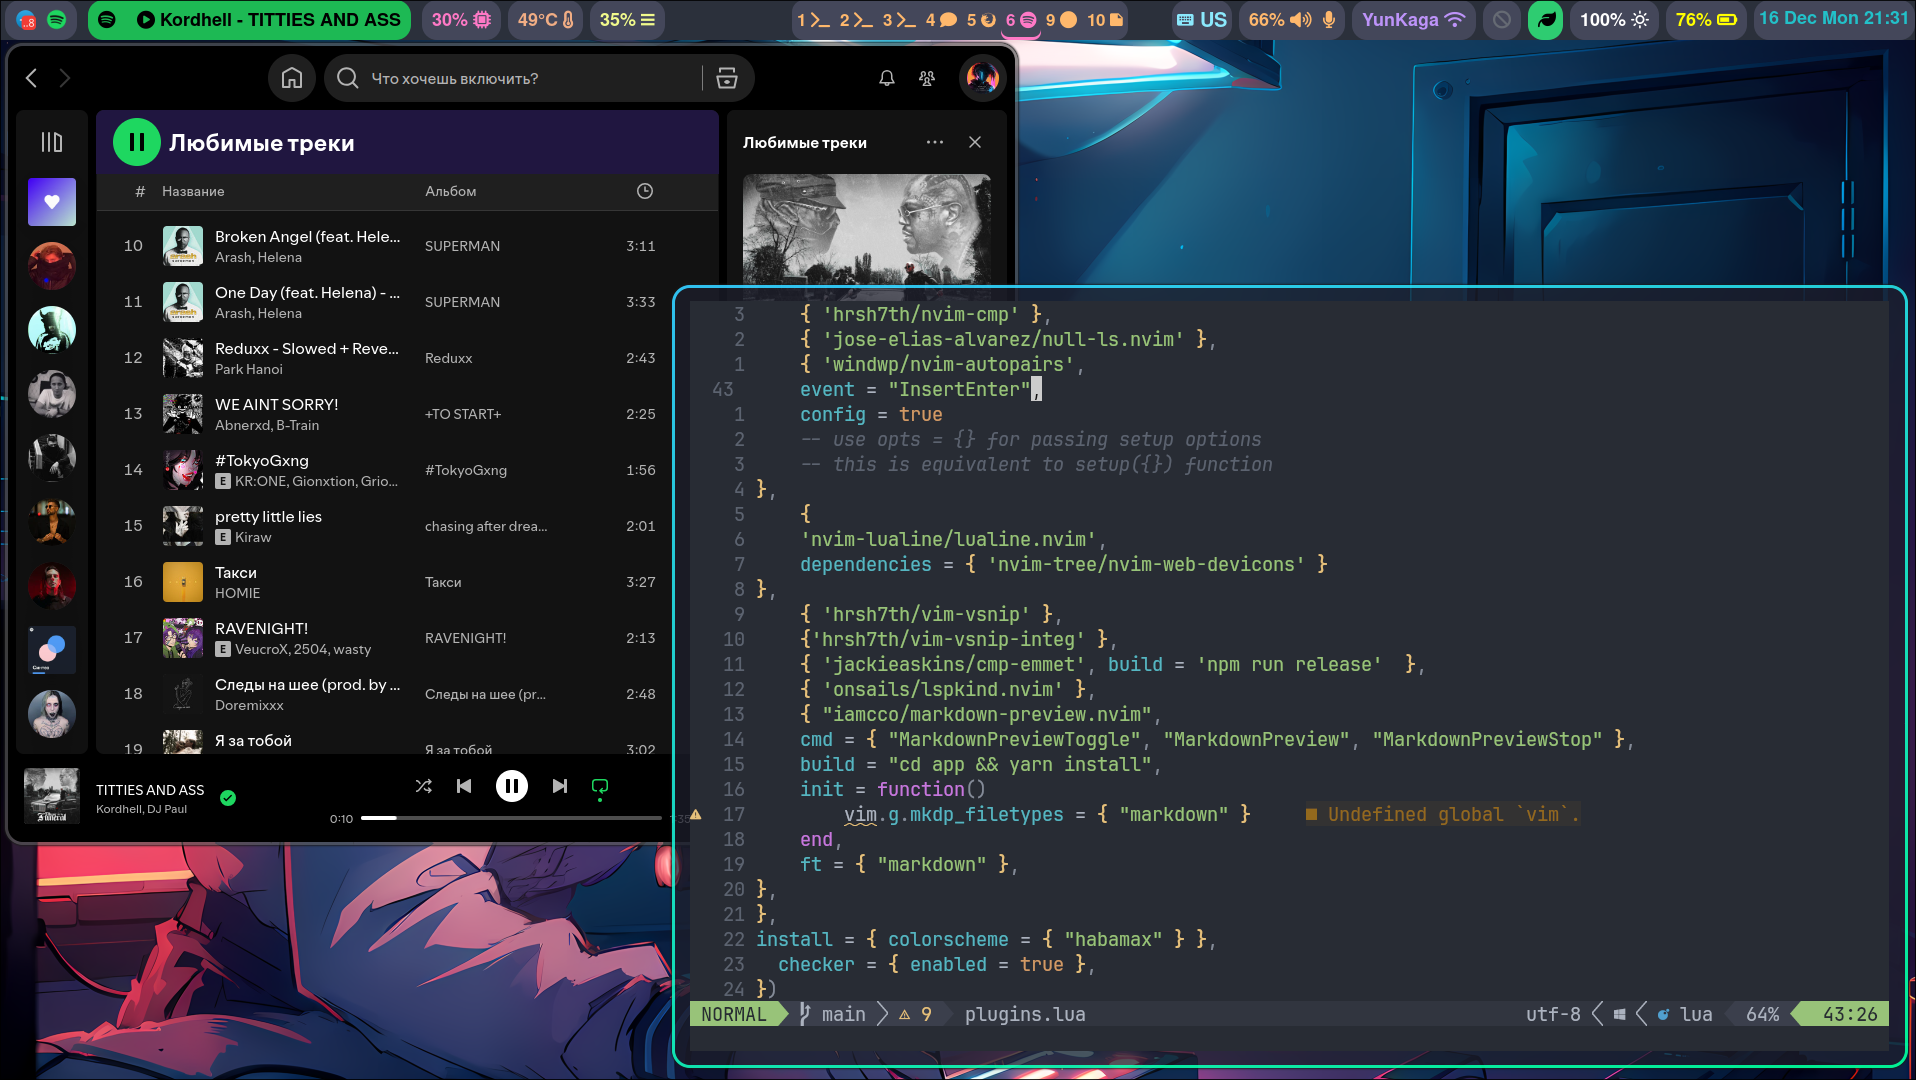 ..8
Kordhell - TITTIES AND ASS
30%
49°C
35%
1 2 3 4 5 6 9 10
US
66%
YunKaga
100%
76%
16 Dec Mon 21:31
Что хочешь включить?
Любимые треки
# Название Альбом
10 Broken Angel (feat. Hele... SUPERMAN 3:11
Arash, Helena
11 One Day (feat. Helena) - ... SUPERMAN 3:33
Arash, Helena
12 Reduxx - Slowed + Reve... Reduxx 2:43
Park Hanoi
13 WE AINT SORRY! +TO START+ 2:25
Abnerxd, B-Train
14 #TokyoGxng #TokyoGxng 1:56
E KR:ONE, Gionxtion, Grio...
15 pretty little lies chasing after drea... 2:01
E Kiraw
16 Такси Такси 3:27
HOMIE
17 RAVENIGHT! RAVENIGHT! 2:13
E VeucroX, 2504, wasty
18 Следы на шее (prod. by ... Следы на шее (pr... 2:48
Doremixxx
19 Я за тобой Я за тобой 3:02
Любимые треки
TITTIES AND ASS
Kordhell, DJ Paul
0:10
3 { 'hrsh7th/nvim-cmp' },
2 { 'jose-elias-alvarez/null-ls.nvim' },
1 { 'windwp/nvim-autopairs',
43 event = "InsertEnter",
1 config = true
2 -- use opts = {} for passing setup options
3 -- this is equivalent to setup({}) function
4 },
5 {
6 'nvim-lualine/lualine.nvim',
7 dependencies = { 'nvim-tree/nvim-web-devicons' }
8 },
9 { 'hrsh7th/vim-vsnip' },
10 {'hrsh7th/vim-vsnip-integ' },
11 { 'jackieaskins/cmp-emmet', build = 'npm run release'  },
12 { 'onsails/lspkind.nvim' },
13 { "iamcco/markdown-preview.nvim",
14 cmd = { "MarkdownPreviewToggle", "MarkdownPreview", "MarkdownPreviewStop" },
15 build = "cd app && yarn install",
16 init = function()
17 vim.g.mkdp_filetypes = { "markdown" } ■ Undefined global `vim`.
18 end,
19 ft = { "markdown" },
20 },
21 },
22 install = { colorscheme = { "habamax" } },
23 checker = { enabled = true },
24 })
NORMAL main 9 plugins.lua utf-8 lua 64% 43:26